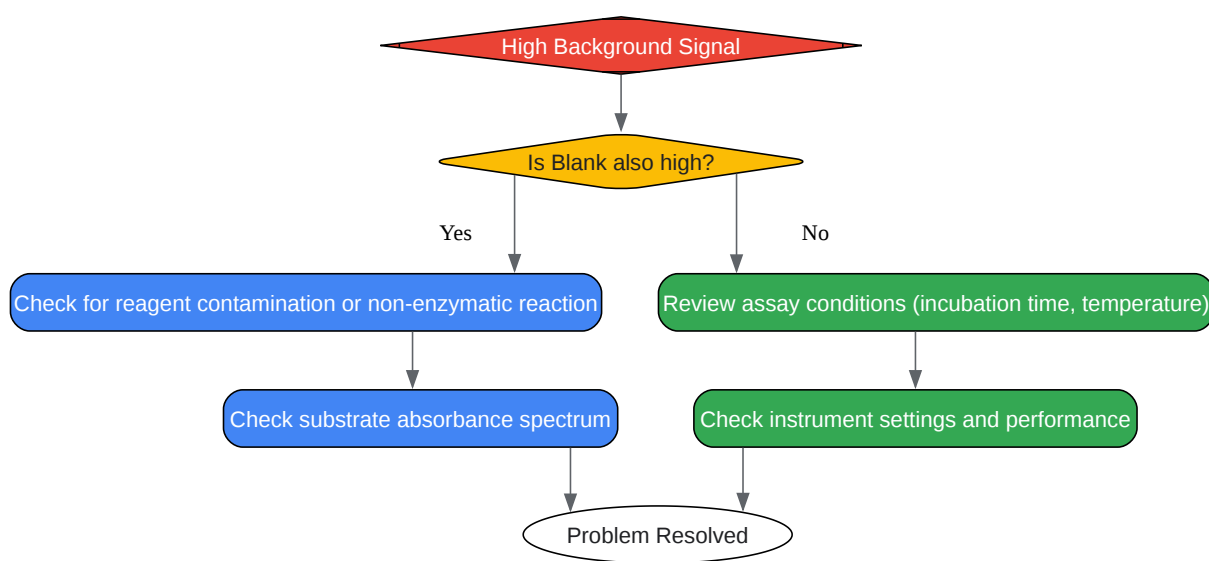 High Background Signal
Is Blank also high?
Yes
No
Check for reagent contamination or non-enzymatic reaction
Review assay conditions (incubation time, temperature)
Check substrate absorbance spectrum
Check instrument settings and performance
Problem Resolved